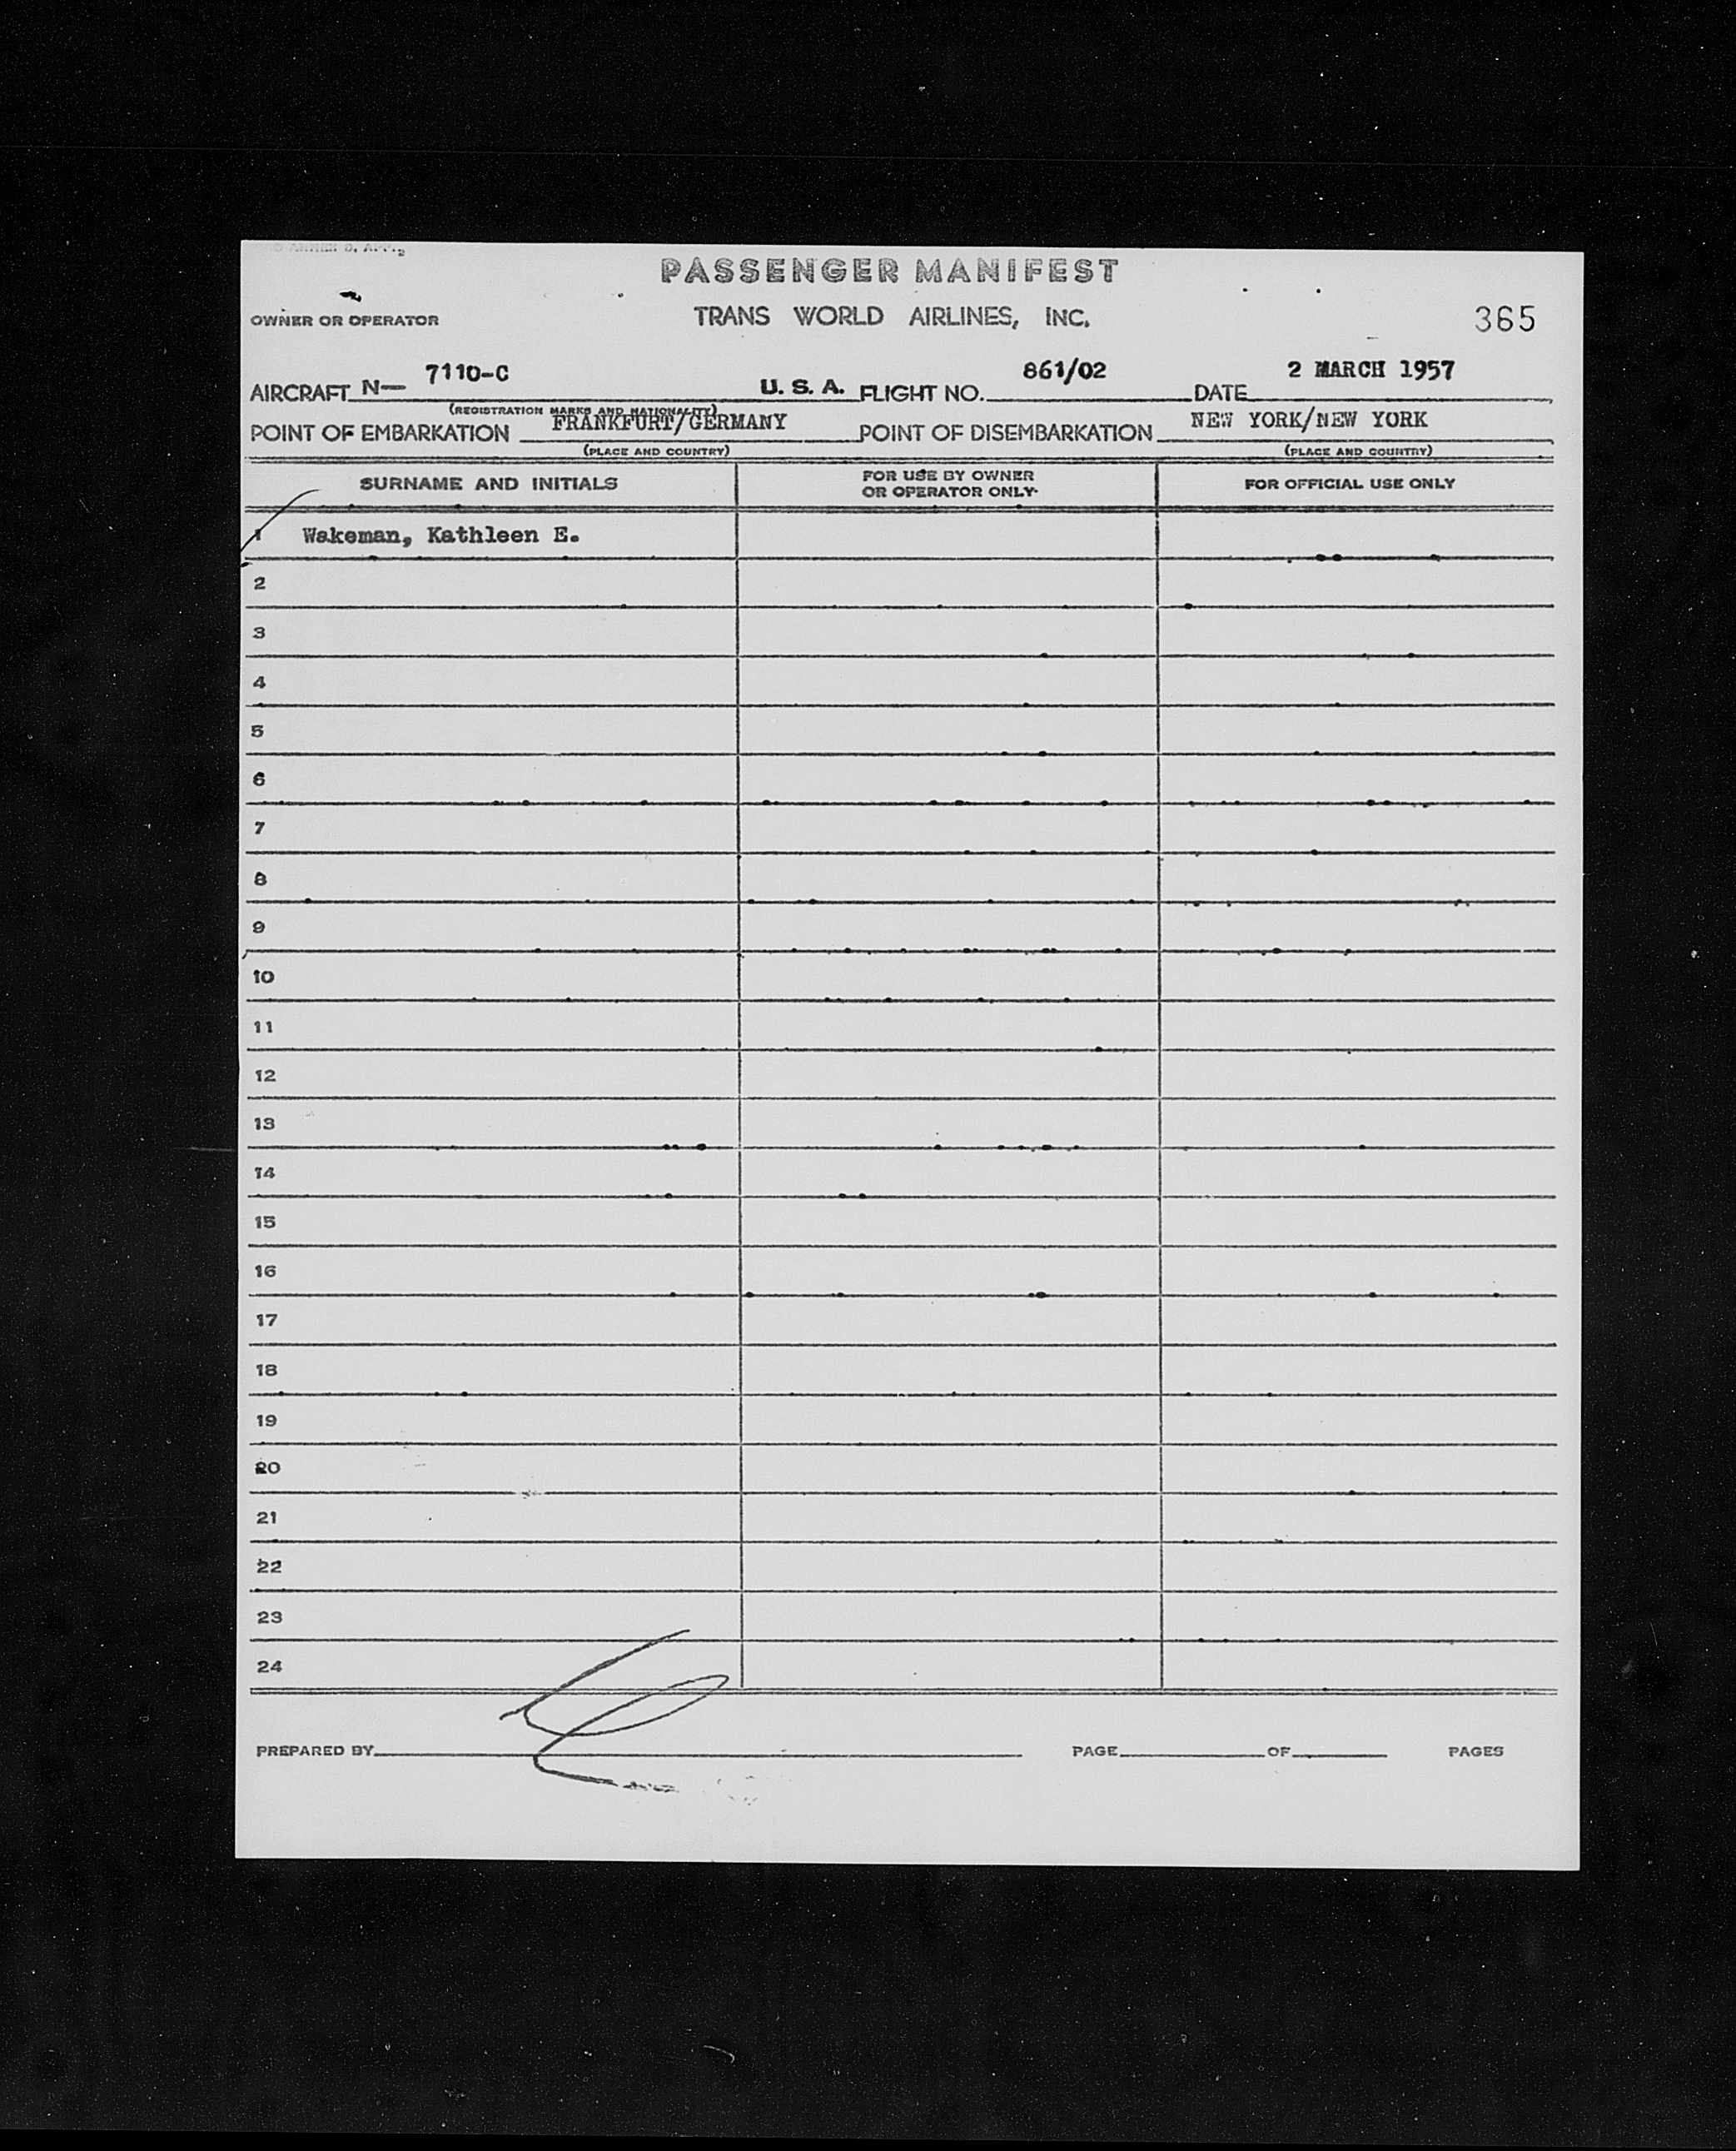 PASSENGER MANIFEST
OWNER OR OPERATOR TRANS WORLD AIRLINES, INC. 365
AIRCRAFT N— 7110-C U. S. A. FLIGHT NO. 861/02 DATE 2 MARCH 1957
(REGISTRATION MARKS AND NATIONALITY)
POINT OF EMBARKATION FRANKFURT/GERMANY POINT OF DISEMBARKATION NEW YORK/NEW YORK
(PLACE AND COUNTRY) (PLACE AND COUNTRY)
SURNAME AND INITIALS FOR USE BY OWNER OR OPERATOR ONLY FOR OFFICIAL USE ONLY
1 Wakeman, Kathleen E.
2
3
4
5
6
7
8
9
10
11
12
13
14
15
16
17
18
19
20
21
22
23
24
PREPARED BY PAGE OF PAGES